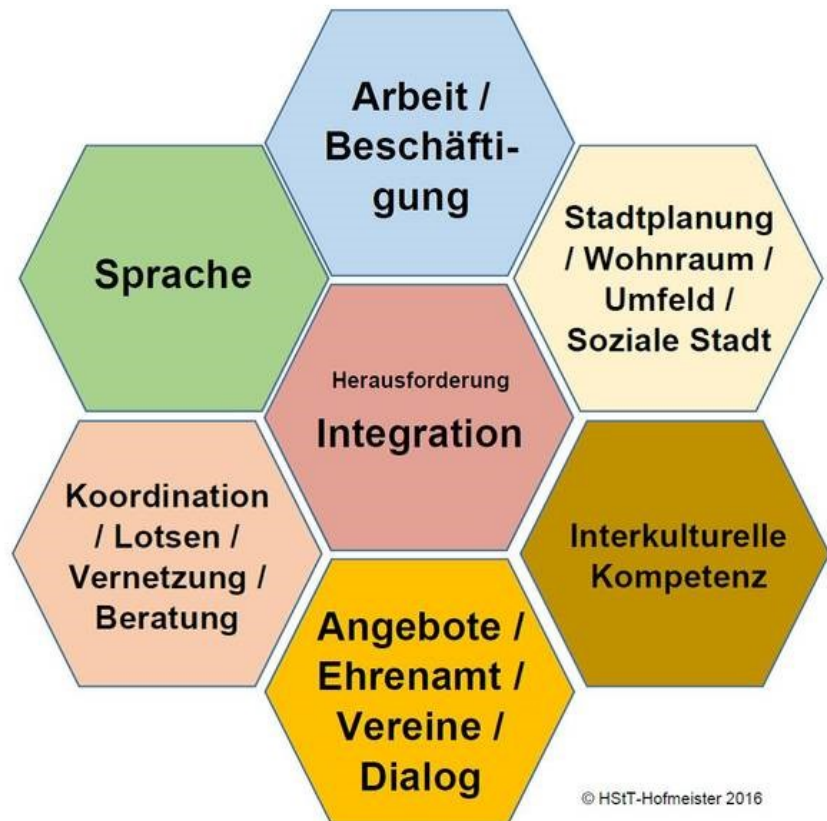 Arbeit /
Beschäfti-
gung
Sprache
Stadtplanung
/ Wohnraum /
Umfeld /
Soziale Stadt
Herausforderung
Integration
Koordination
/ Lotsen /
Vernetzung /
Beratung
Interkulturelle
Kompetenz
Angebote /
Ehrenamt /
Vereine /
Dialog
© HStT-Hofmeister 2016